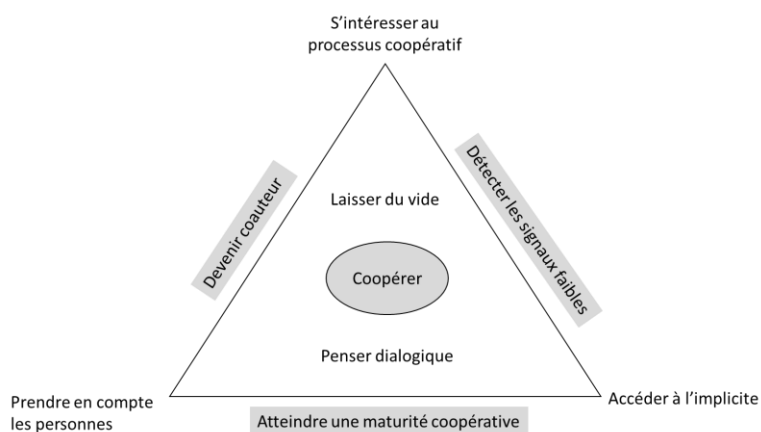 S'intéresser au
processus coopératif
Devenir coauteur
Détecter les signaux faibles
Laisser du vide
Coopérer
Penser dialogique
Prendre en compte
les personnes
Accéder à l'implicite
Atteindre une maturité coopérative